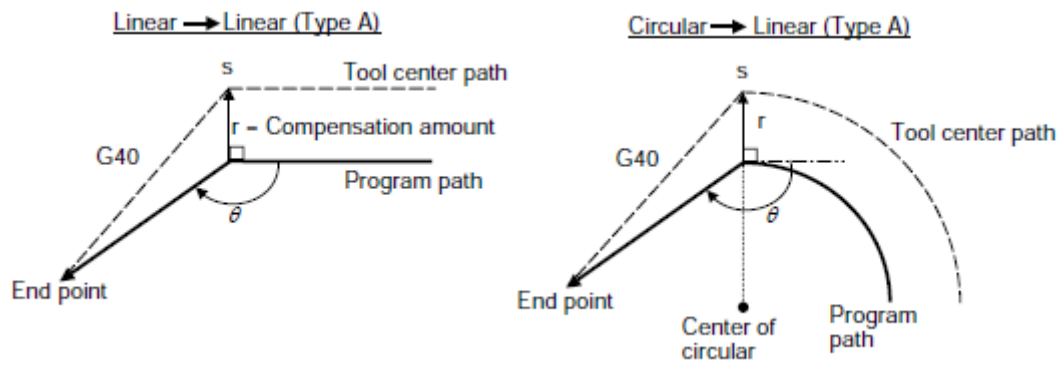 Linear → Linear (Type A)
s
Tool center path
r – Compensation amount
G40
Program path
θ
End point
Circular → Linear (Type A)
s
r
Tool center path
G40
θ
End point
Center of
circular
Program
path